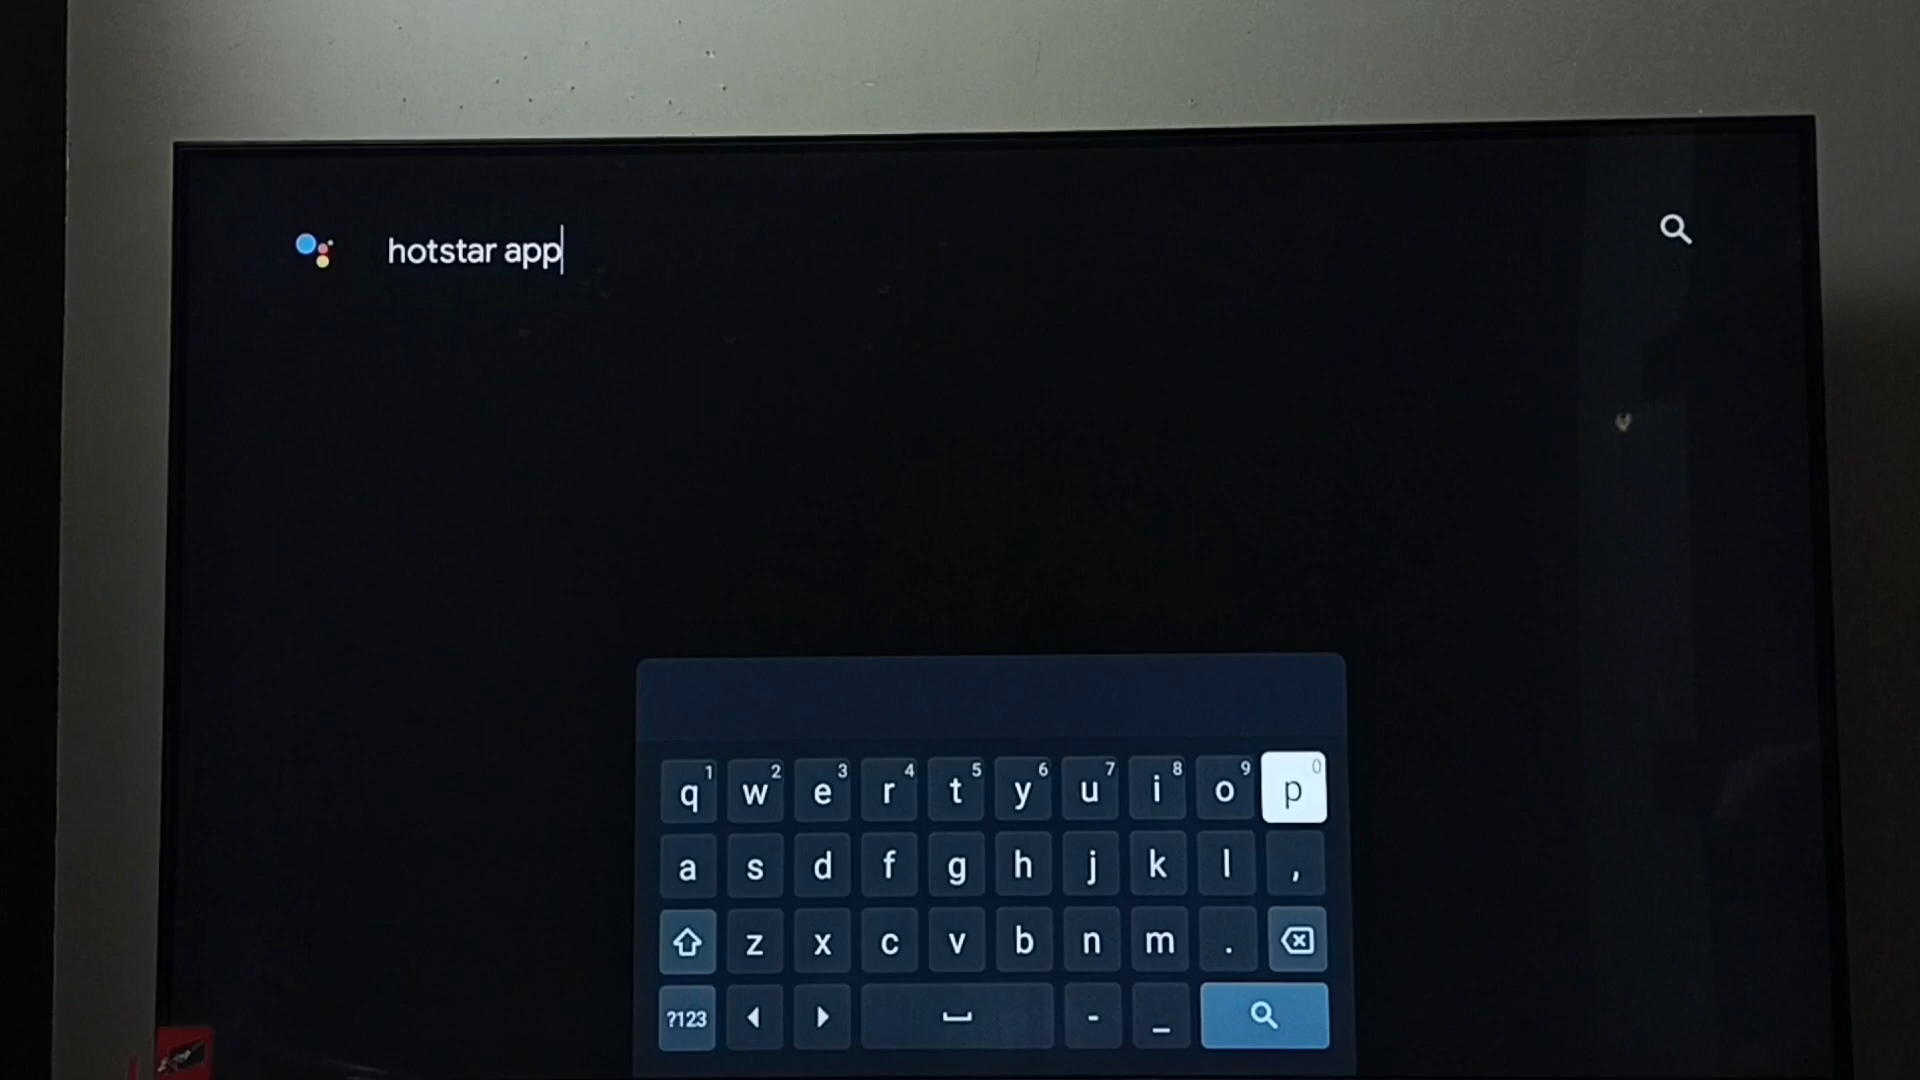 hotstar app
q 1 w 2 e 3 r 4 t 5 y 6 u 7 i 8 o 9 p 0
a s d f g h j k l ,
z x c v b n m .
?123 - _